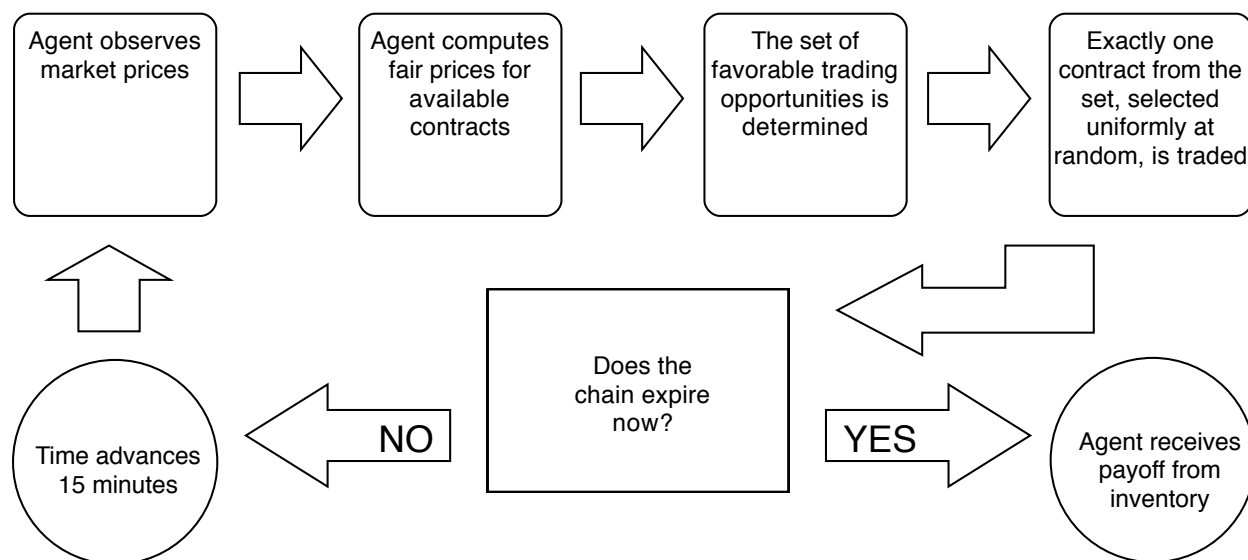 Agent observes
market prices
Agent computes
fair prices for
available
contracts
The set of
favorable trading
opportunities is
determined
Exactly one
contract from the
set, selected
uniformly at
random, is traded
Does the
chain expire
now?
NO
YES
Time advances
15 minutes
Agent receives
payoff from
inventory